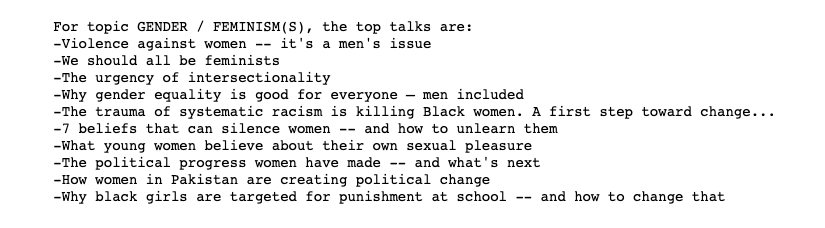 For topic GENDER / FEMINISM(S), the top talks are:
-Violence against women -- it's a men's issue
-We should all be feminists
-The urgency of intersectionality
-Why gender equality is good for everyone — men included
-The trauma of systematic racism is killing Black women. A first step toward change...
-7 beliefs that can silence women -- and how to unlearn them
-What young women believe about their own sexual pleasure
-The political progress women have made -- and what's next
-How women in Pakistan are creating political change
-Why black girls are targeted for punishment at school -- and how to change that